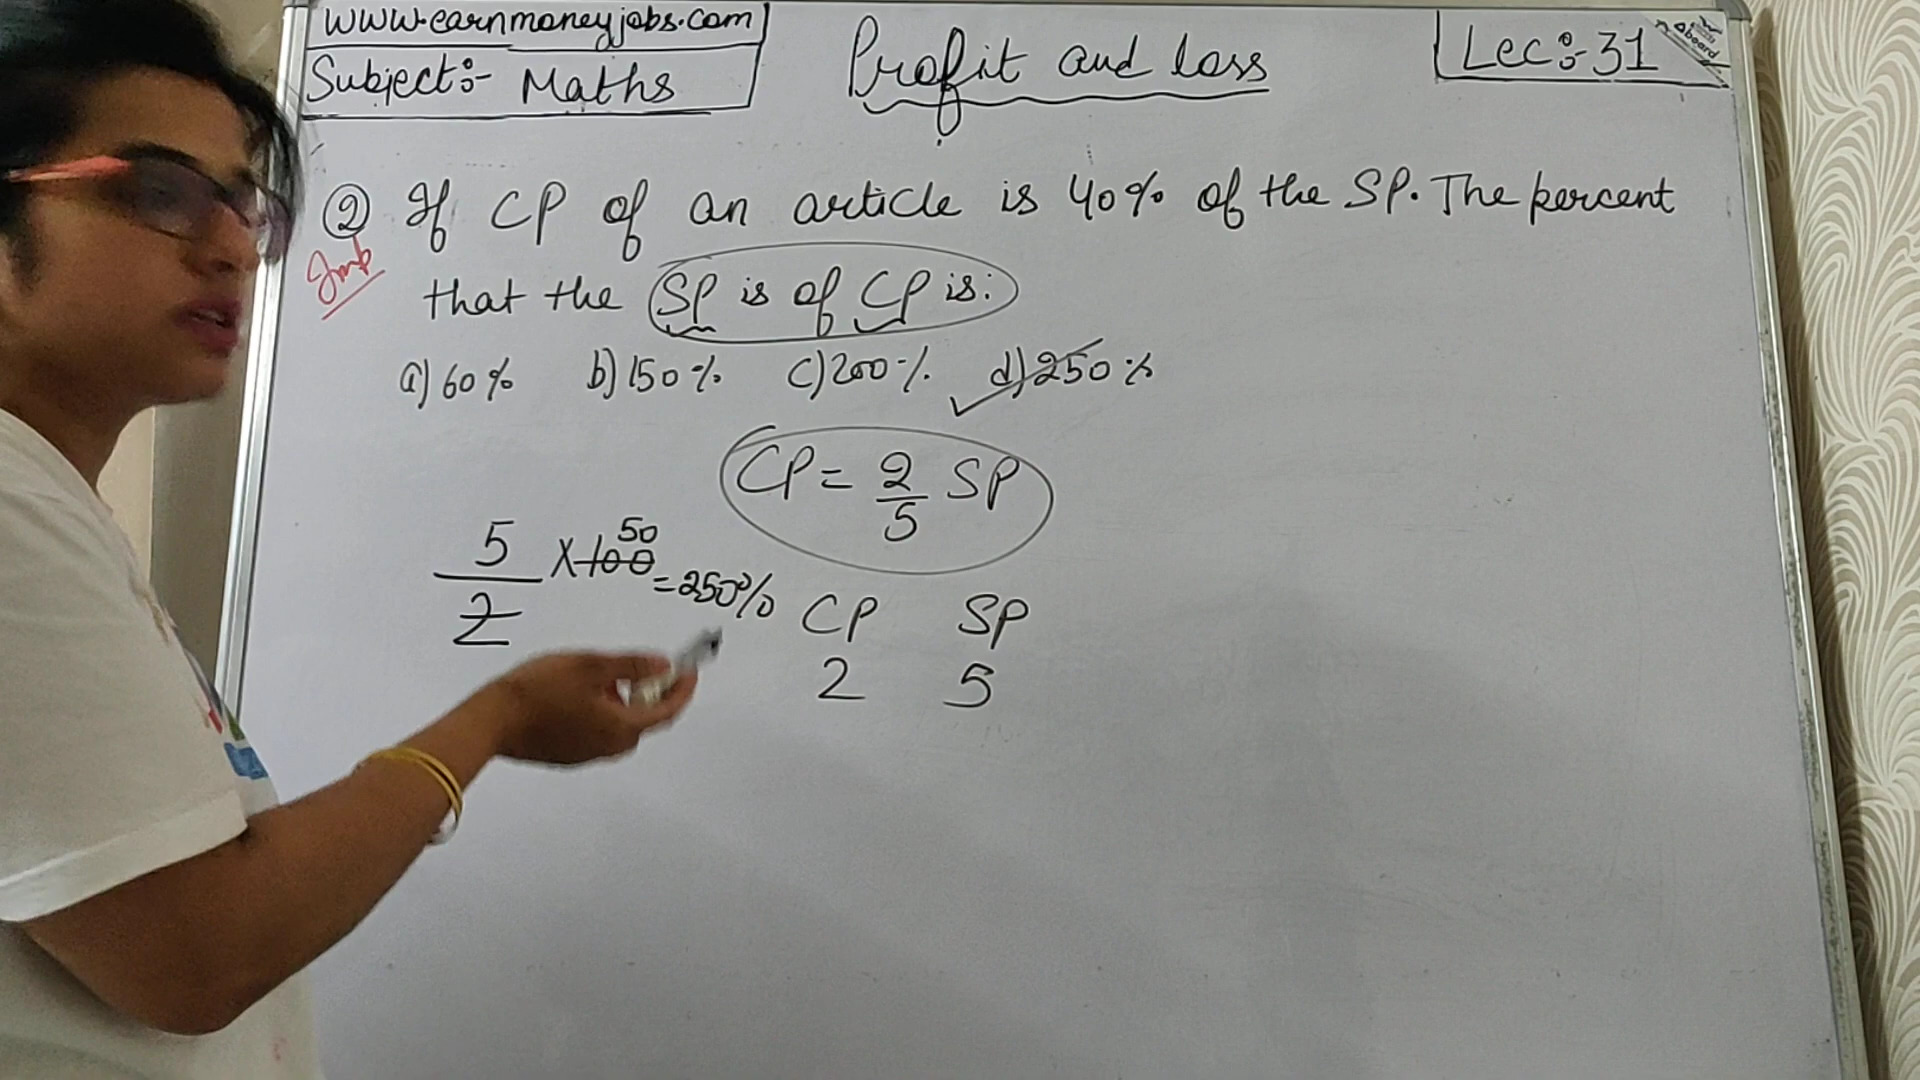 www.earnmoneyjobs.com
Subject:- Maths
Profit and loss
Lec:-31
② If CP of an article is 40% of the SP. The percent
Imp
that the SP is of CP is:
a) 60% b) 150% c) 200% d) 250%
CP = 2/5 SP
5/2 X 100 50 = 250%
CP SP
2 5